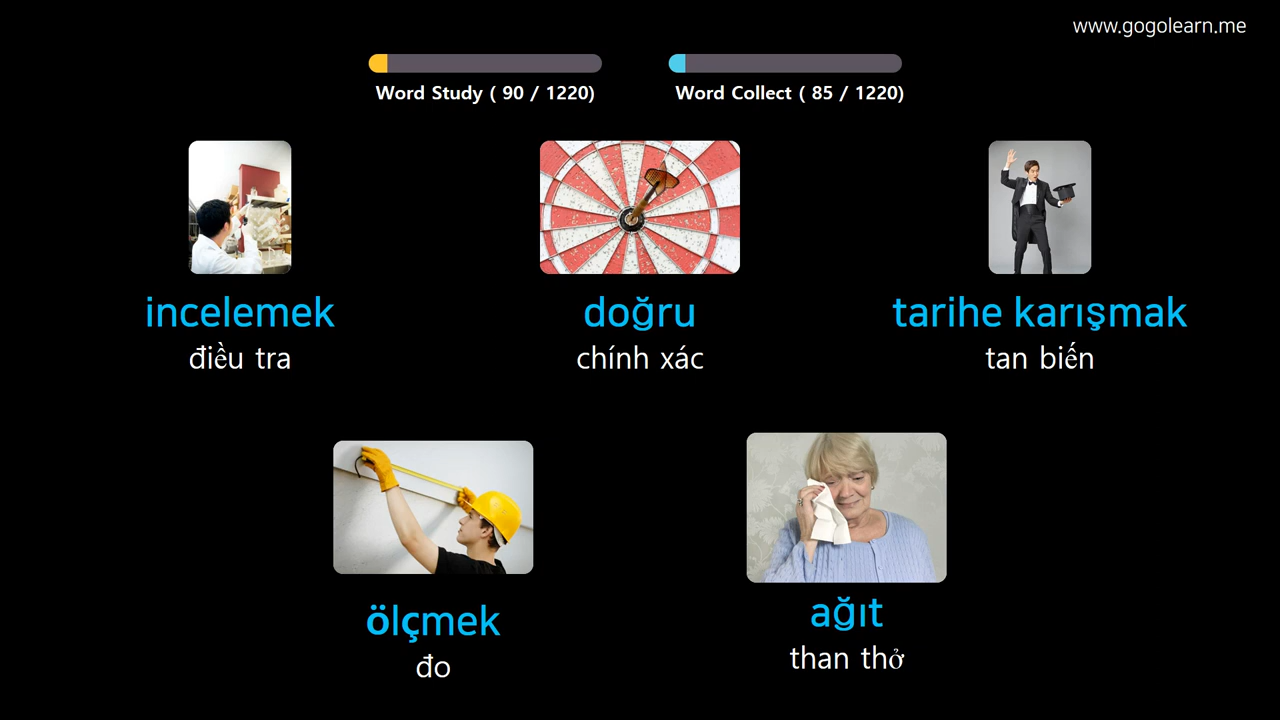 www.gogolearn.me
Word Study ( 90 / 1220)
Word Collect ( 85 / 1220)
incelemek
điều tra
doğru
chính xác
tarihe karışmak
tan biến
ölçmek
đo
ağıt
than thở